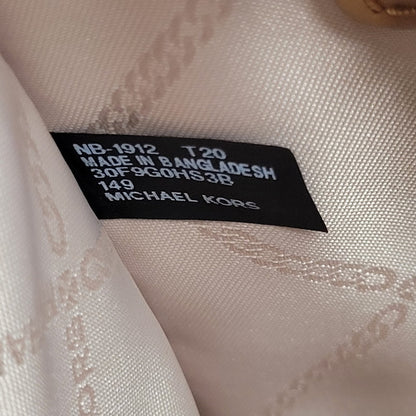 NB-1912 T20
MADE IN BANGLADESH
30F9G0HS3B
149
MICHAEL KORS